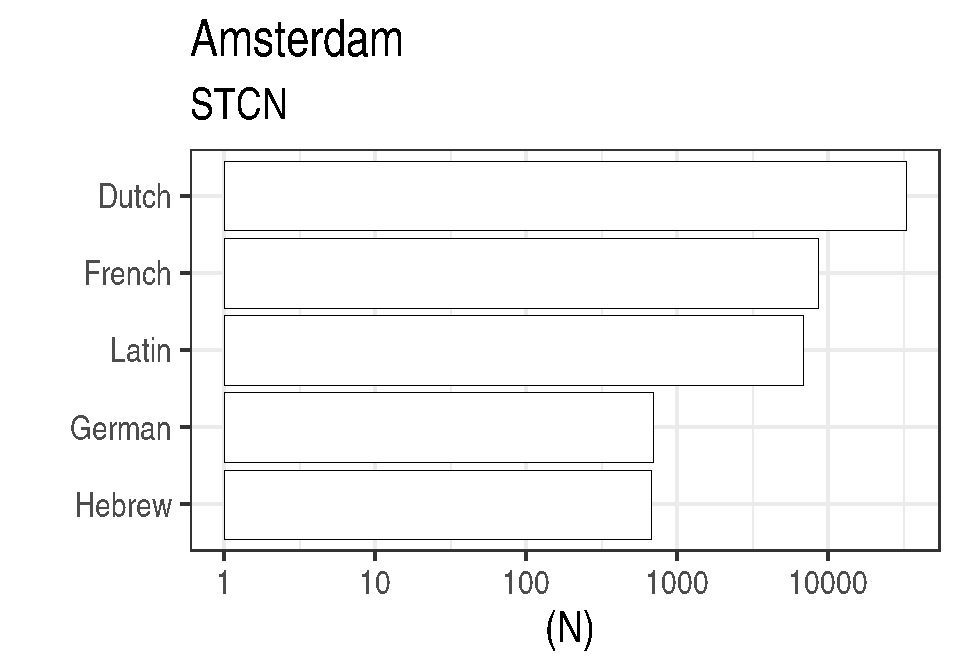 Amsterdam
STCN
Dutch
French
Latin
German
Hebrew
1 10 100 1000 10000
(N)